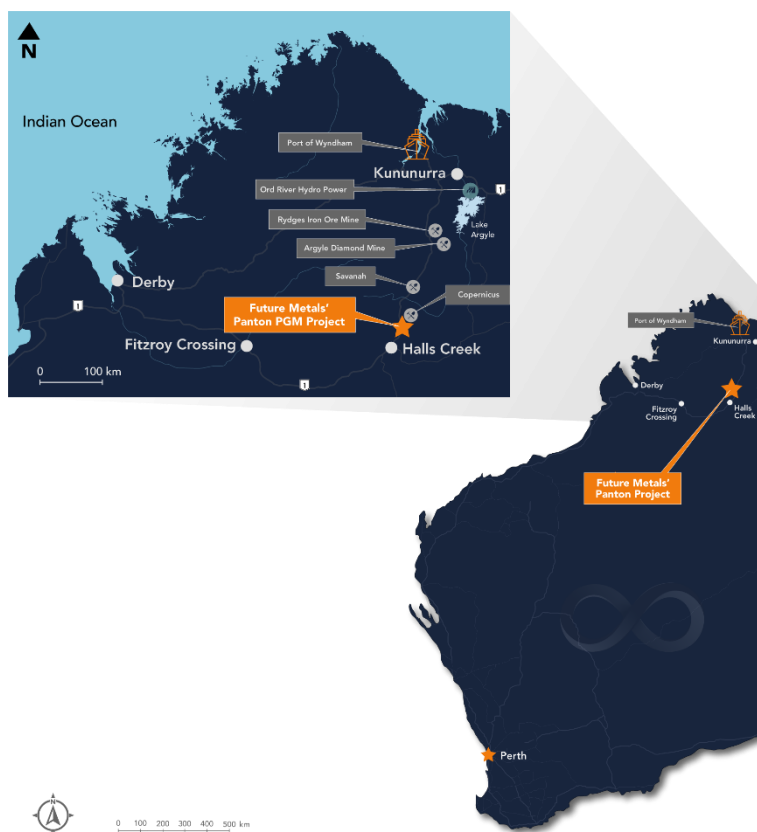 N
Indian Ocean
Port of Wyndham
Kununurra
Ord River Hydro Power
1
Rydges Iron Ore Mine
Lake
Argyle
Argyle Diamond Mine
Savanah
Derby
Copernicus
1
Future Metals'
Panton PGM Project
Fitzroy Crossing
Halls Creek
0 100 km
1
Port of Wyndham
Kununurra
Derby
Fitzroy
Crossing
Halls
Creek
Future Metals'
Panton Project
Perth
N
0 100 200 300 400 500 km